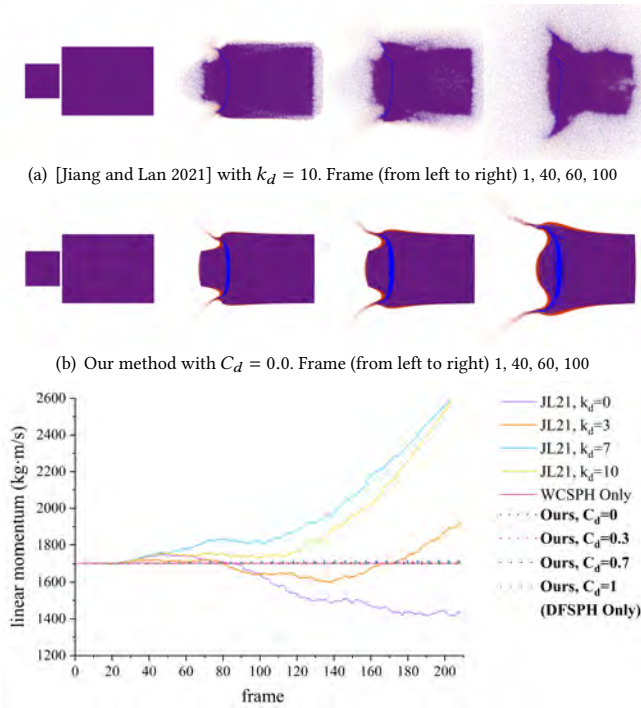 (a) [Jiang and Lan 2021] with k_d = 10. Frame (from left to right) 1, 40, 60, 100
(b) Our method with C_d = 0.0. Frame (from left to right) 1, 40, 60, 100
linear momentum (kg·m/s)
2600
2400
2200
2000
1800
1600
1400
1200
0 20 40 60 80 100 120 140 160 180 200
frame
JL21, k_d=0
JL21, k_d=3
JL21, k_d=7
JL21, k_d=10
WCSPH Only
Ours, C_d=0
Ours, C_d=0.3
Ours, C_d=0.7
Ours, C_d=1
(DFSPH Only)